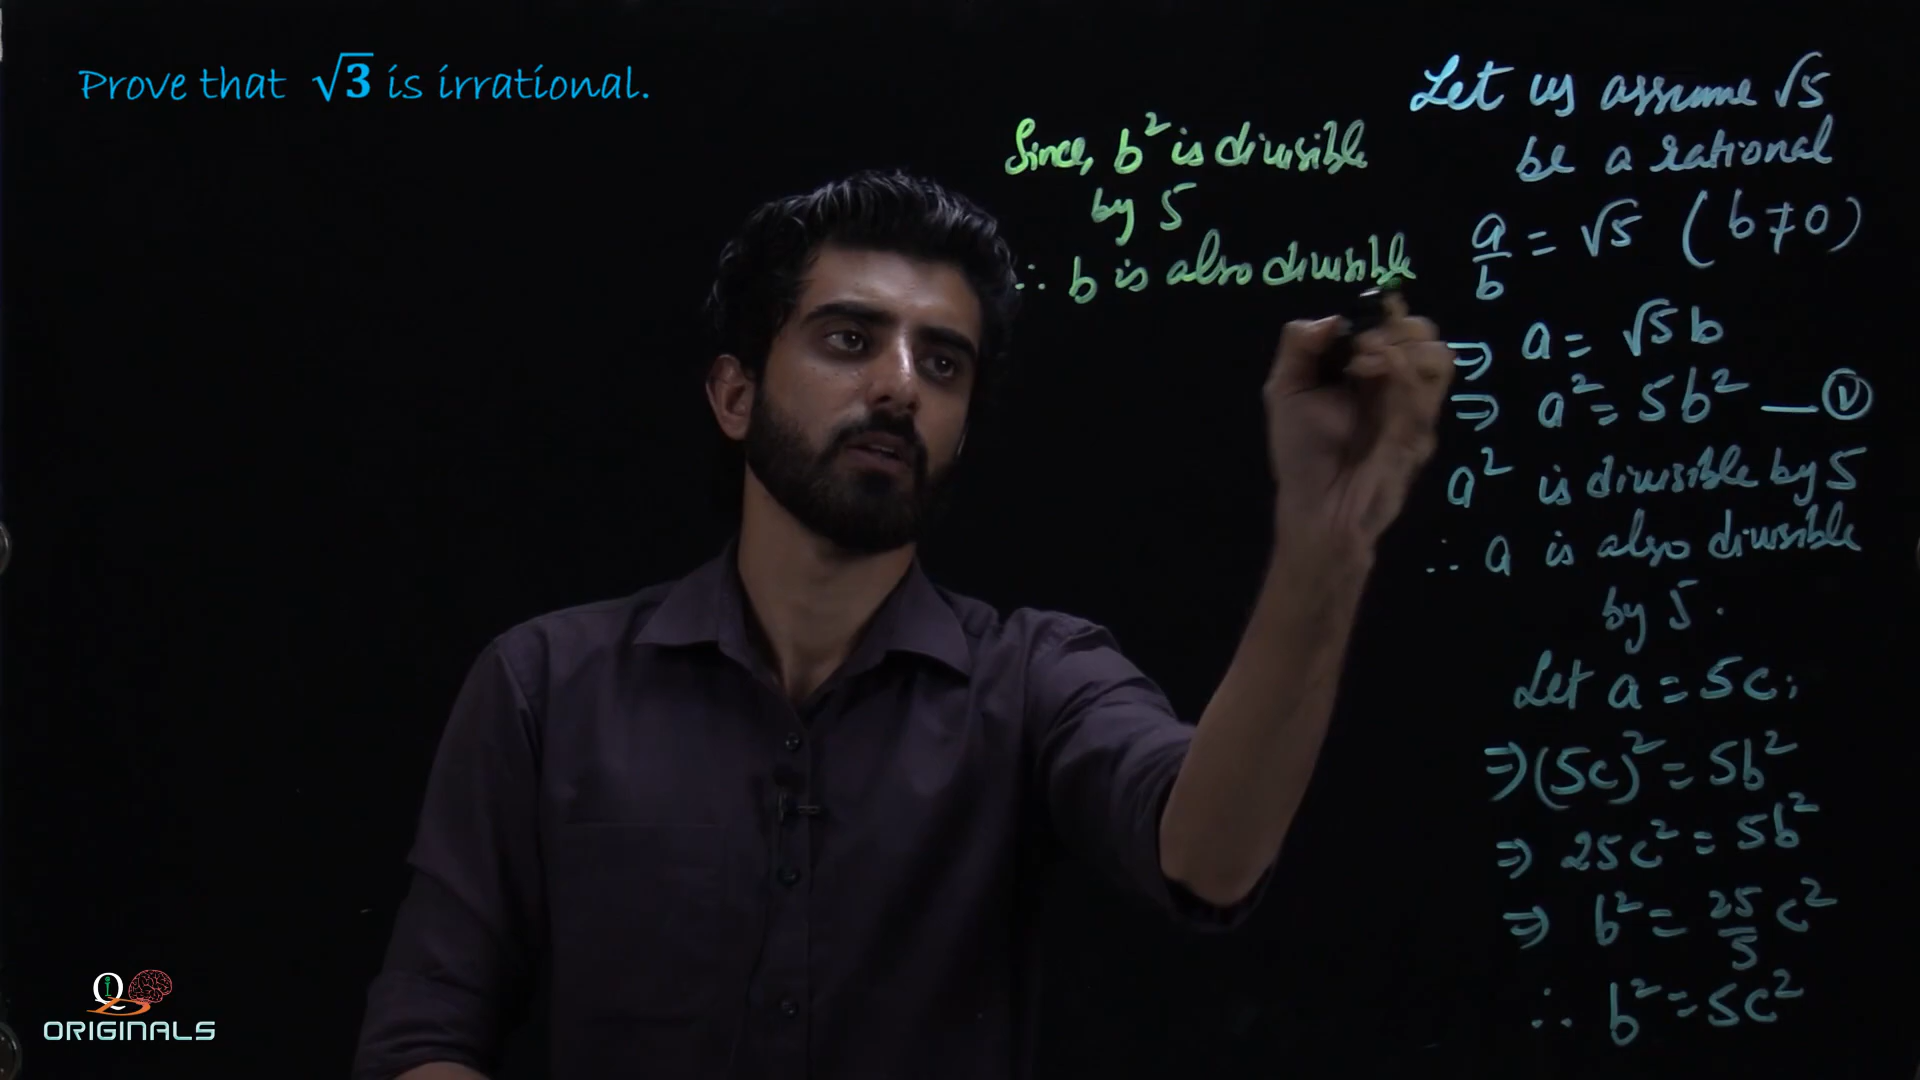 Prove that √3 is irrational.
Let us assume √5
be a rational
a/b = √5 (b ≠ 0)
⇒ a = √5 b
⇒ a² = 5b² — ①
a² is divisible by 5
∴ a is also divisible
by 5.
Let a = 5c;
⇒ (5c)² = 5b²
⇒ 25c² = 5b²
⇒ b² = 25/5 c²
∴ b² = 5c²
Since, b² is divisible
by 5
∴ b is also divisible
Qi
ORIGINALS